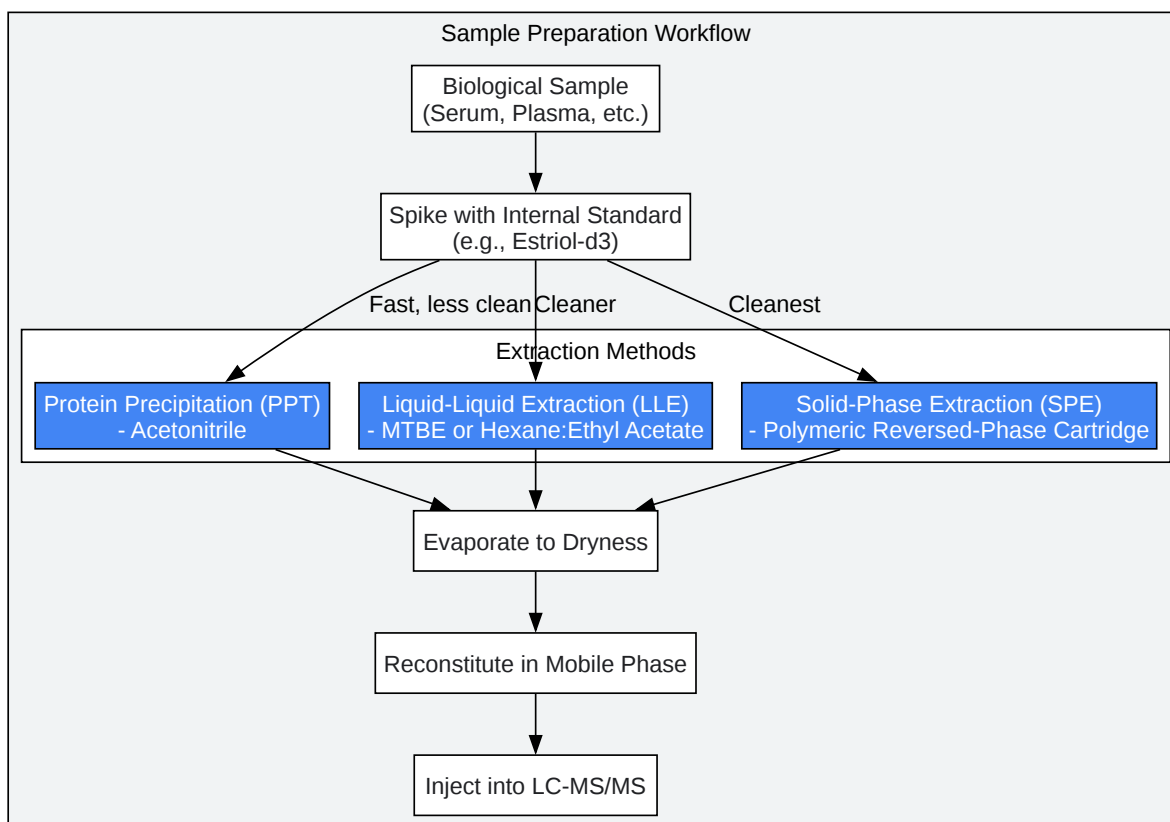 Sample Preparation Workflow
Biological Sample
(Serum, Plasma, etc.)
Spike with Internal Standard
(e.g., Estriol-d3)
Fast, less clean
Cleaner
Cleanest
Extraction Methods
Protein Precipitation (PPT)
- Acetonitrile
Liquid-Liquid Extraction (LLE)
- MTBE or Hexane:Ethyl Acetate
Solid-Phase Extraction (SPE)
- Polymeric Reversed-Phase Cartridge
Evaporate to Dryness
Reconstitute in Mobile Phase
Inject into LC-MS/MS